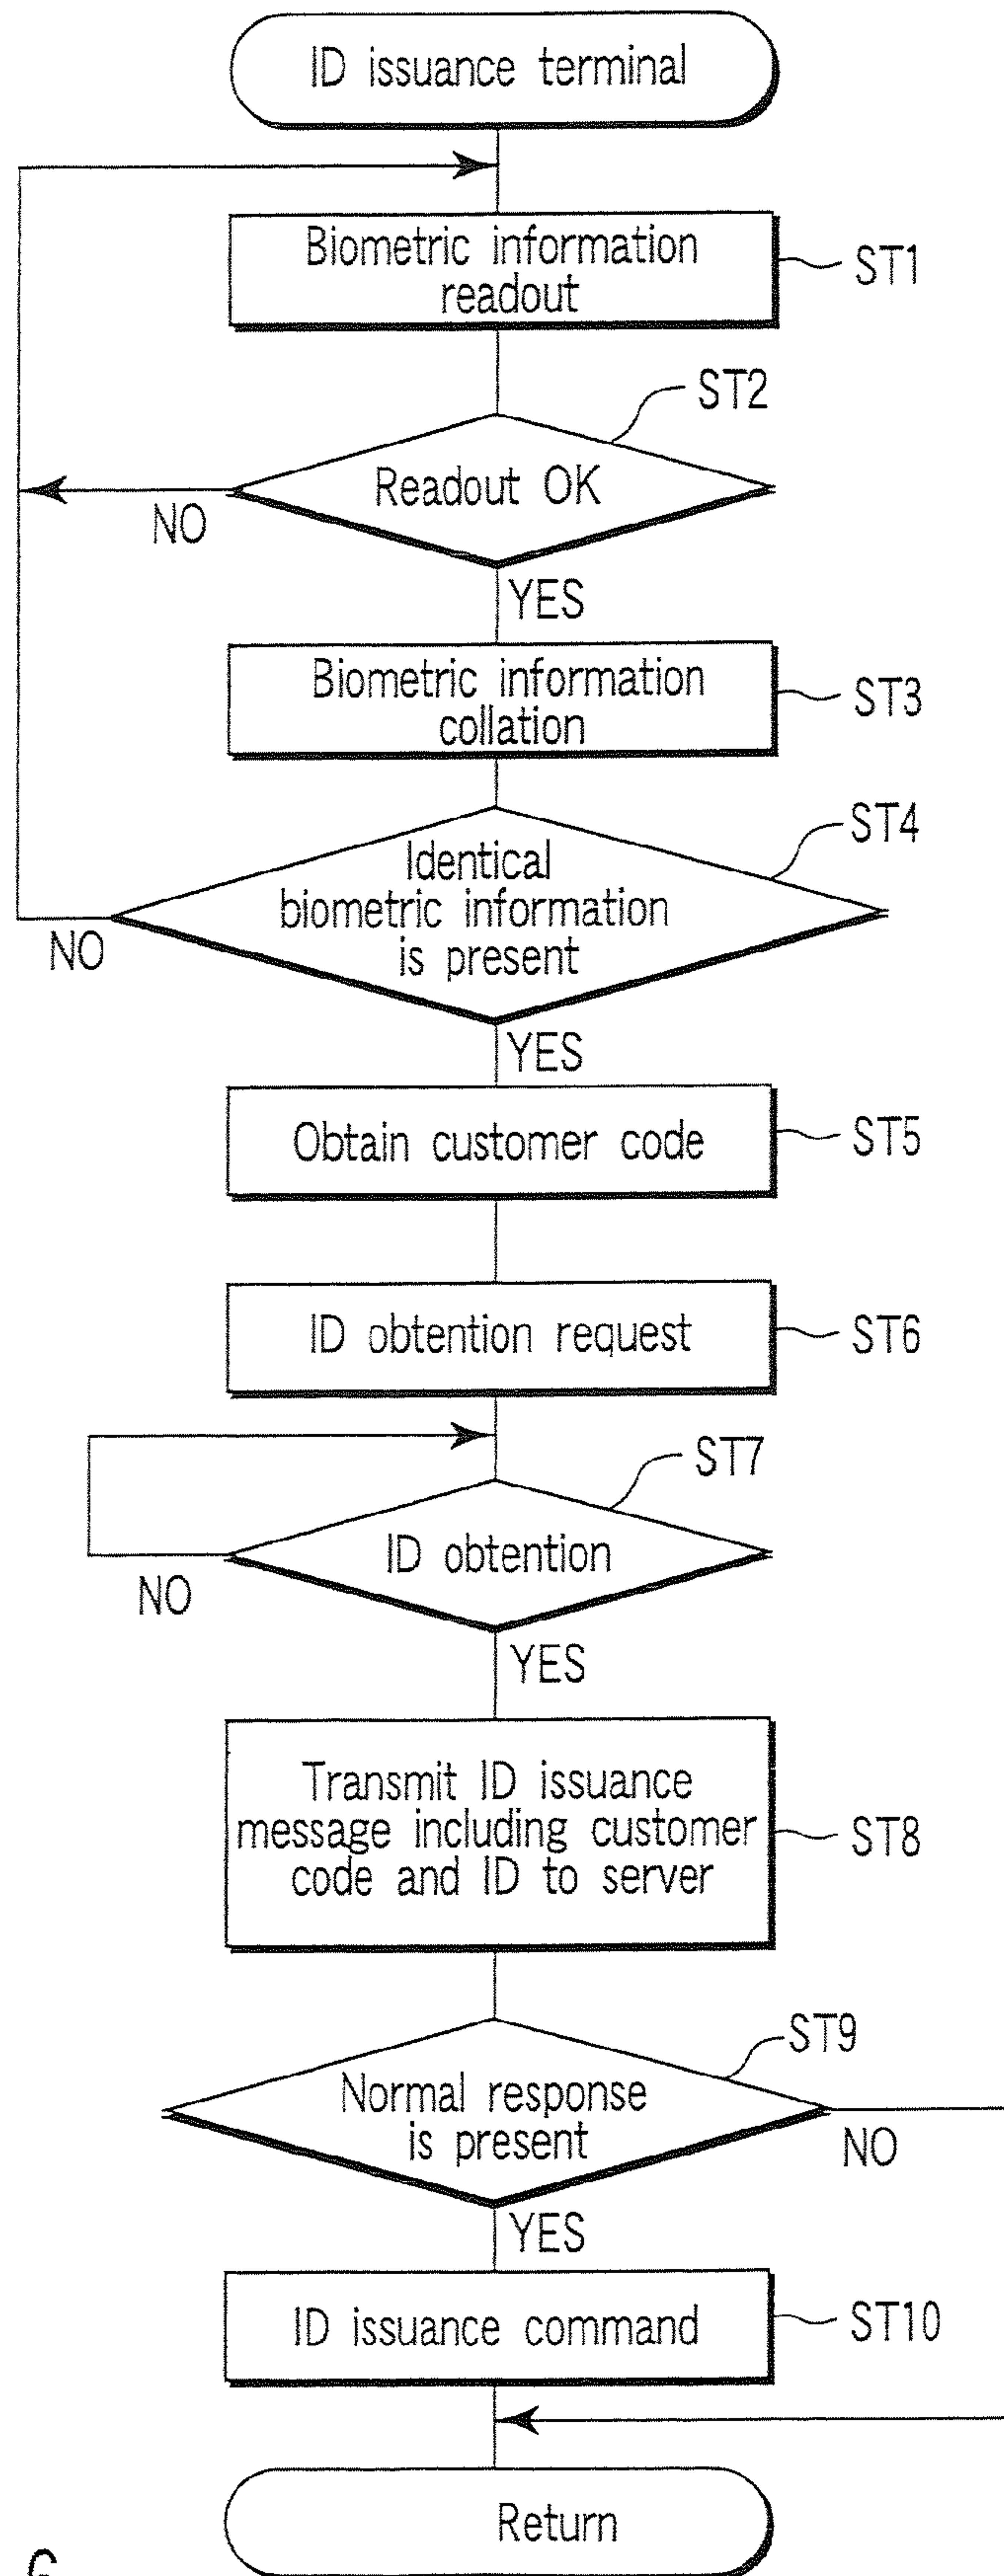 ID issuance terminal
Biometric information
readout
ST1
ST2
Readout OK
NO
YES
Biometric information
collation
ST3
ST4
Identical
biometric information
is present
NO
YES
Obtain customer code
ST5
ID obtention request
ST6
ST7
ID obtention
NO
YES
Transmit ID issuance
message including customer
code and ID to server
ST8
ST9
Normal response
is present
NO
YES
ID issuance command
ST10
Return